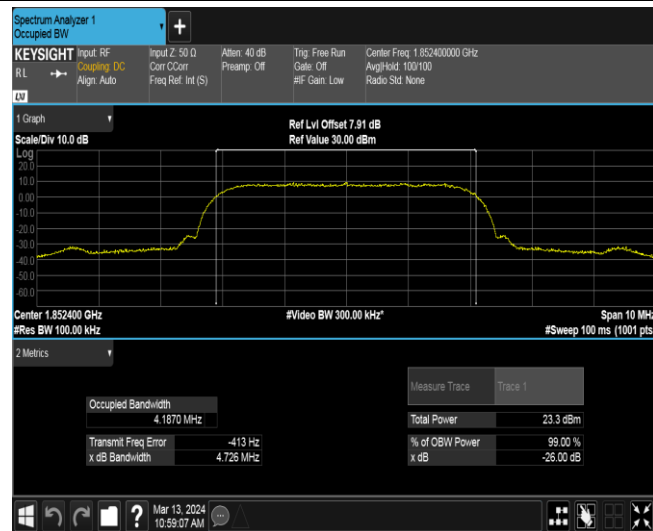 Spectrum Analyzer 1
Occupied BW
KEYSIGHT Input: RF Input Z: 50 Ω Atten: 40 dB Trig: Free Run Center Freq: 1.852400000 GHz
RL Coupling: DC Corr CCorr Preamp: Off Gate: Off Avg|Hold: 100/100
Align: Auto Freq Ref: Int (S) #IF Gain: Low Radio Std: None
LXI
1 Graph Ref Lvl Offset 7.91 dB
Scale/Div 10.0 dB Ref Value 30.00 dBm
Log
20.0
10.0
0.00
-10.0
-20.0
-30.0
-40.0
-50.0
-60.0
Center 1.852400 GHz #Video BW 300.00 kHz* Span 10 MHz
#Res BW 100.00 kHz #Sweep 100 ms (1001 pts
2 Metrics
Measure Trace Trace 1
Occupied Bandwidth
4.1870 MHz Total Power 23.3 dBm
Transmit Freq Error -413 Hz % of OBW Power 99.00 %
x dB Bandwidth 4.726 MHz x dB -26.00 dB
? Mar 13, 2024
10:59:07 AM